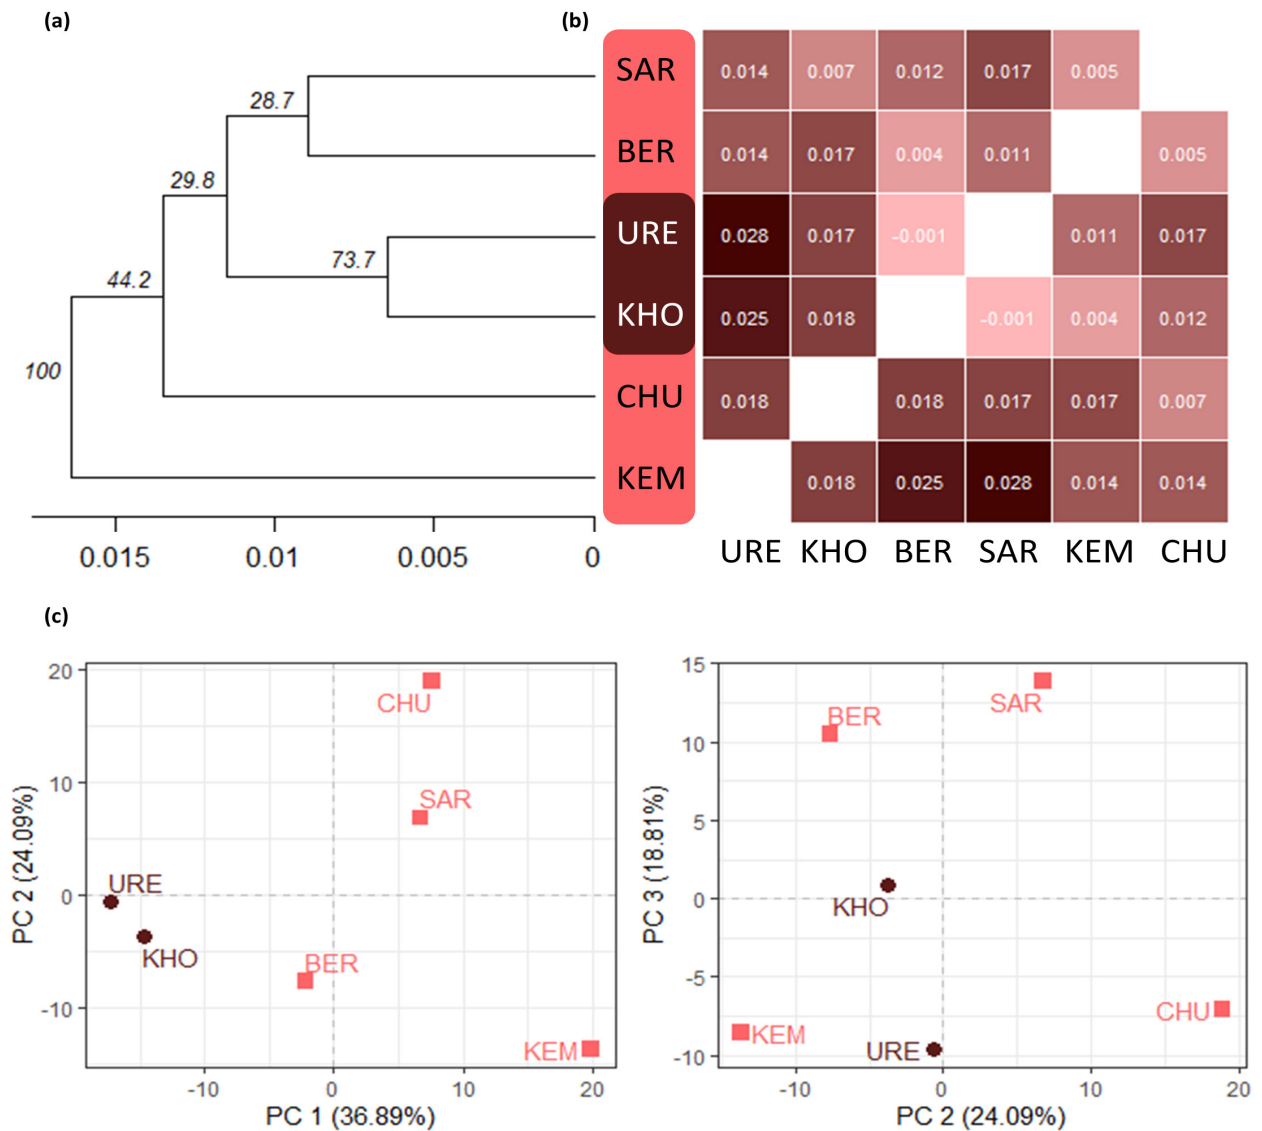 (a)
(b)
SAR
BER
URE
KHO
CHU
KEM
28.7
29.8
73.7
44.2
100
0.015 0.01 0.005 0
0.014 0.007 0.012 0.017 0.005
0.014 0.017 0.004 0.011 0.005
0.028 0.017 -0.001 0.011 0.017
0.025 0.018 -0.001 0.004 0.012
0.018 0.018 0.017 0.017 0.007
0.018 0.025 0.028 0.014 0.014
URE KHO BER SAR KEM CHU
(c)
20
10
0
-10
PC 2 (24.09%)
CHU
SAR
URE
KHO
BER
KEM
-10 0 10 20
PC 1 (36.89%)
15
10
5
0
-5
-10
PC 3 (18.81%)
SAR
BER
KHO
CHU
KEM
URE
-10 0 10 20
PC 2 (24.09%)